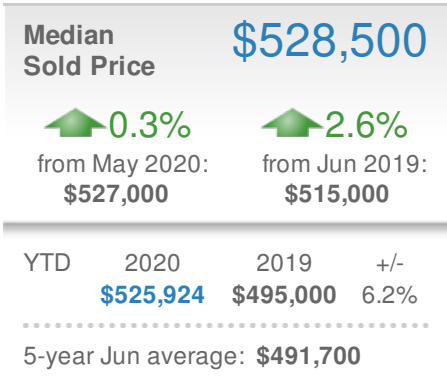 Median $528,500
Sold Price
0.3% 2.6%
from May 2020: from Jun 2019:
$527,000 $515,000
YTD 2020 2019 +/-
$525,924 $495,000 6.2%
5-year Jun average: $491,700